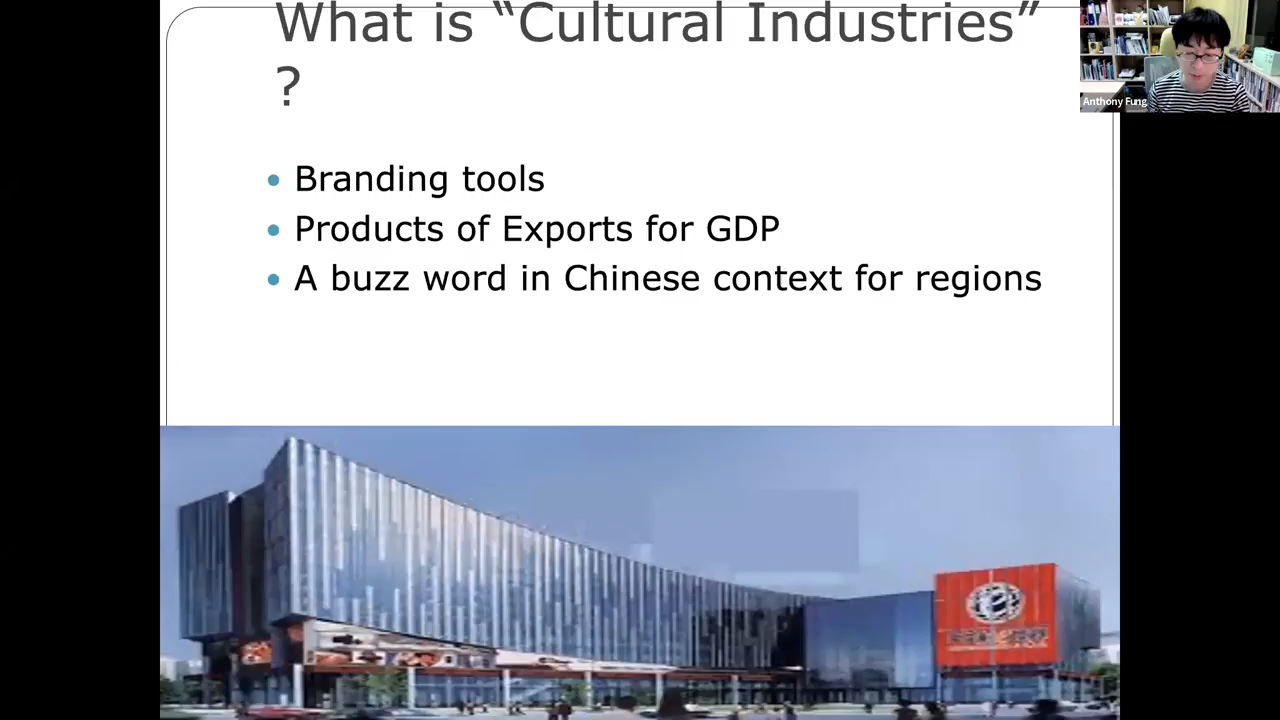 What is “Cultural Industries”
?
Anthony Fung
• Branding tools
• Products of Exports for GDP
• A buzz word in Chinese context for regions